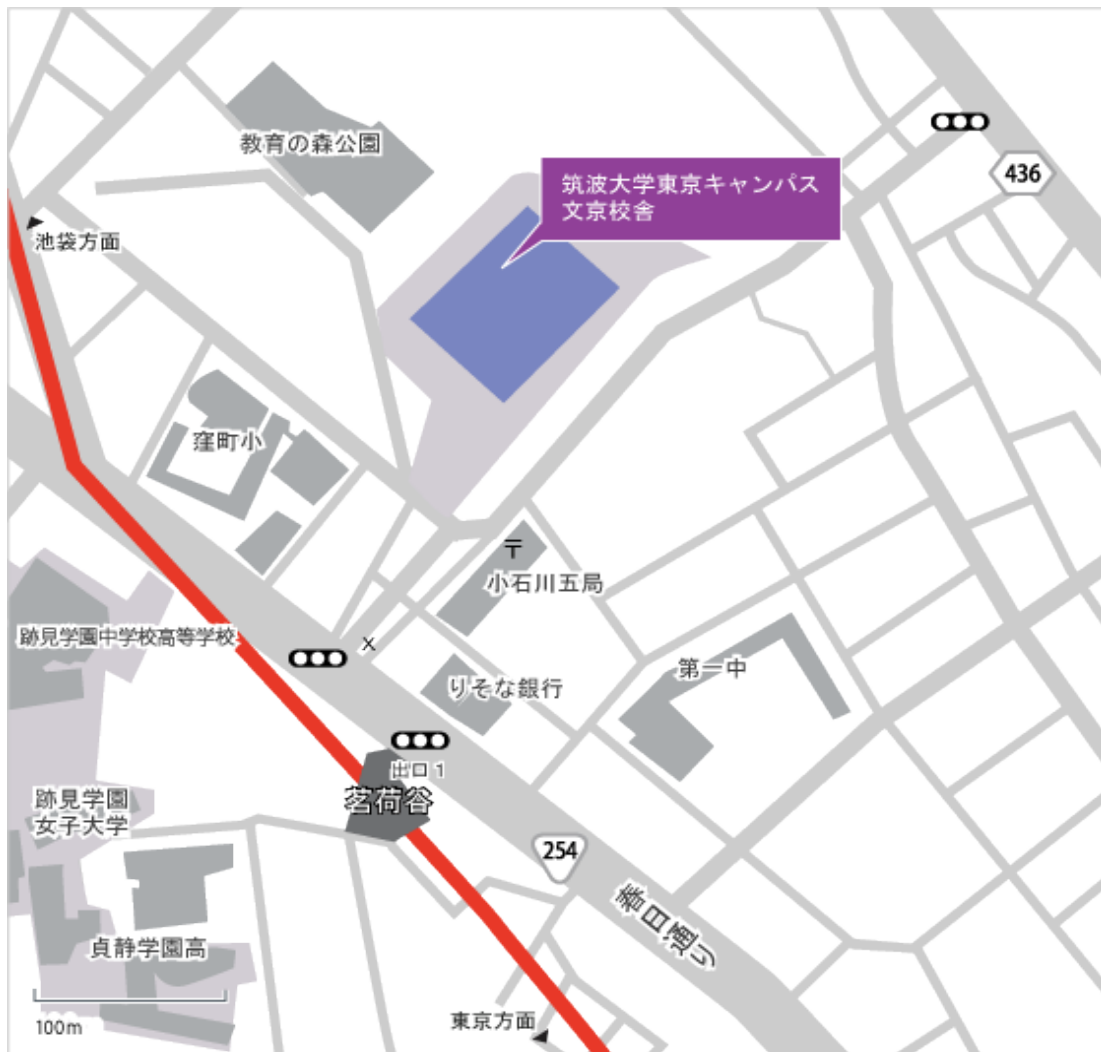 教育の森公園
筑波大学東京キャンパス
文京校舎
436
池袋方面
窪町小
〒
小石川五局
跡見学園中学校高等学校
X
第一中
りそな銀行
出口1
茗荷谷
跡見学園
女子大学
254
春日通り
貞静学園高
100m
東京方面